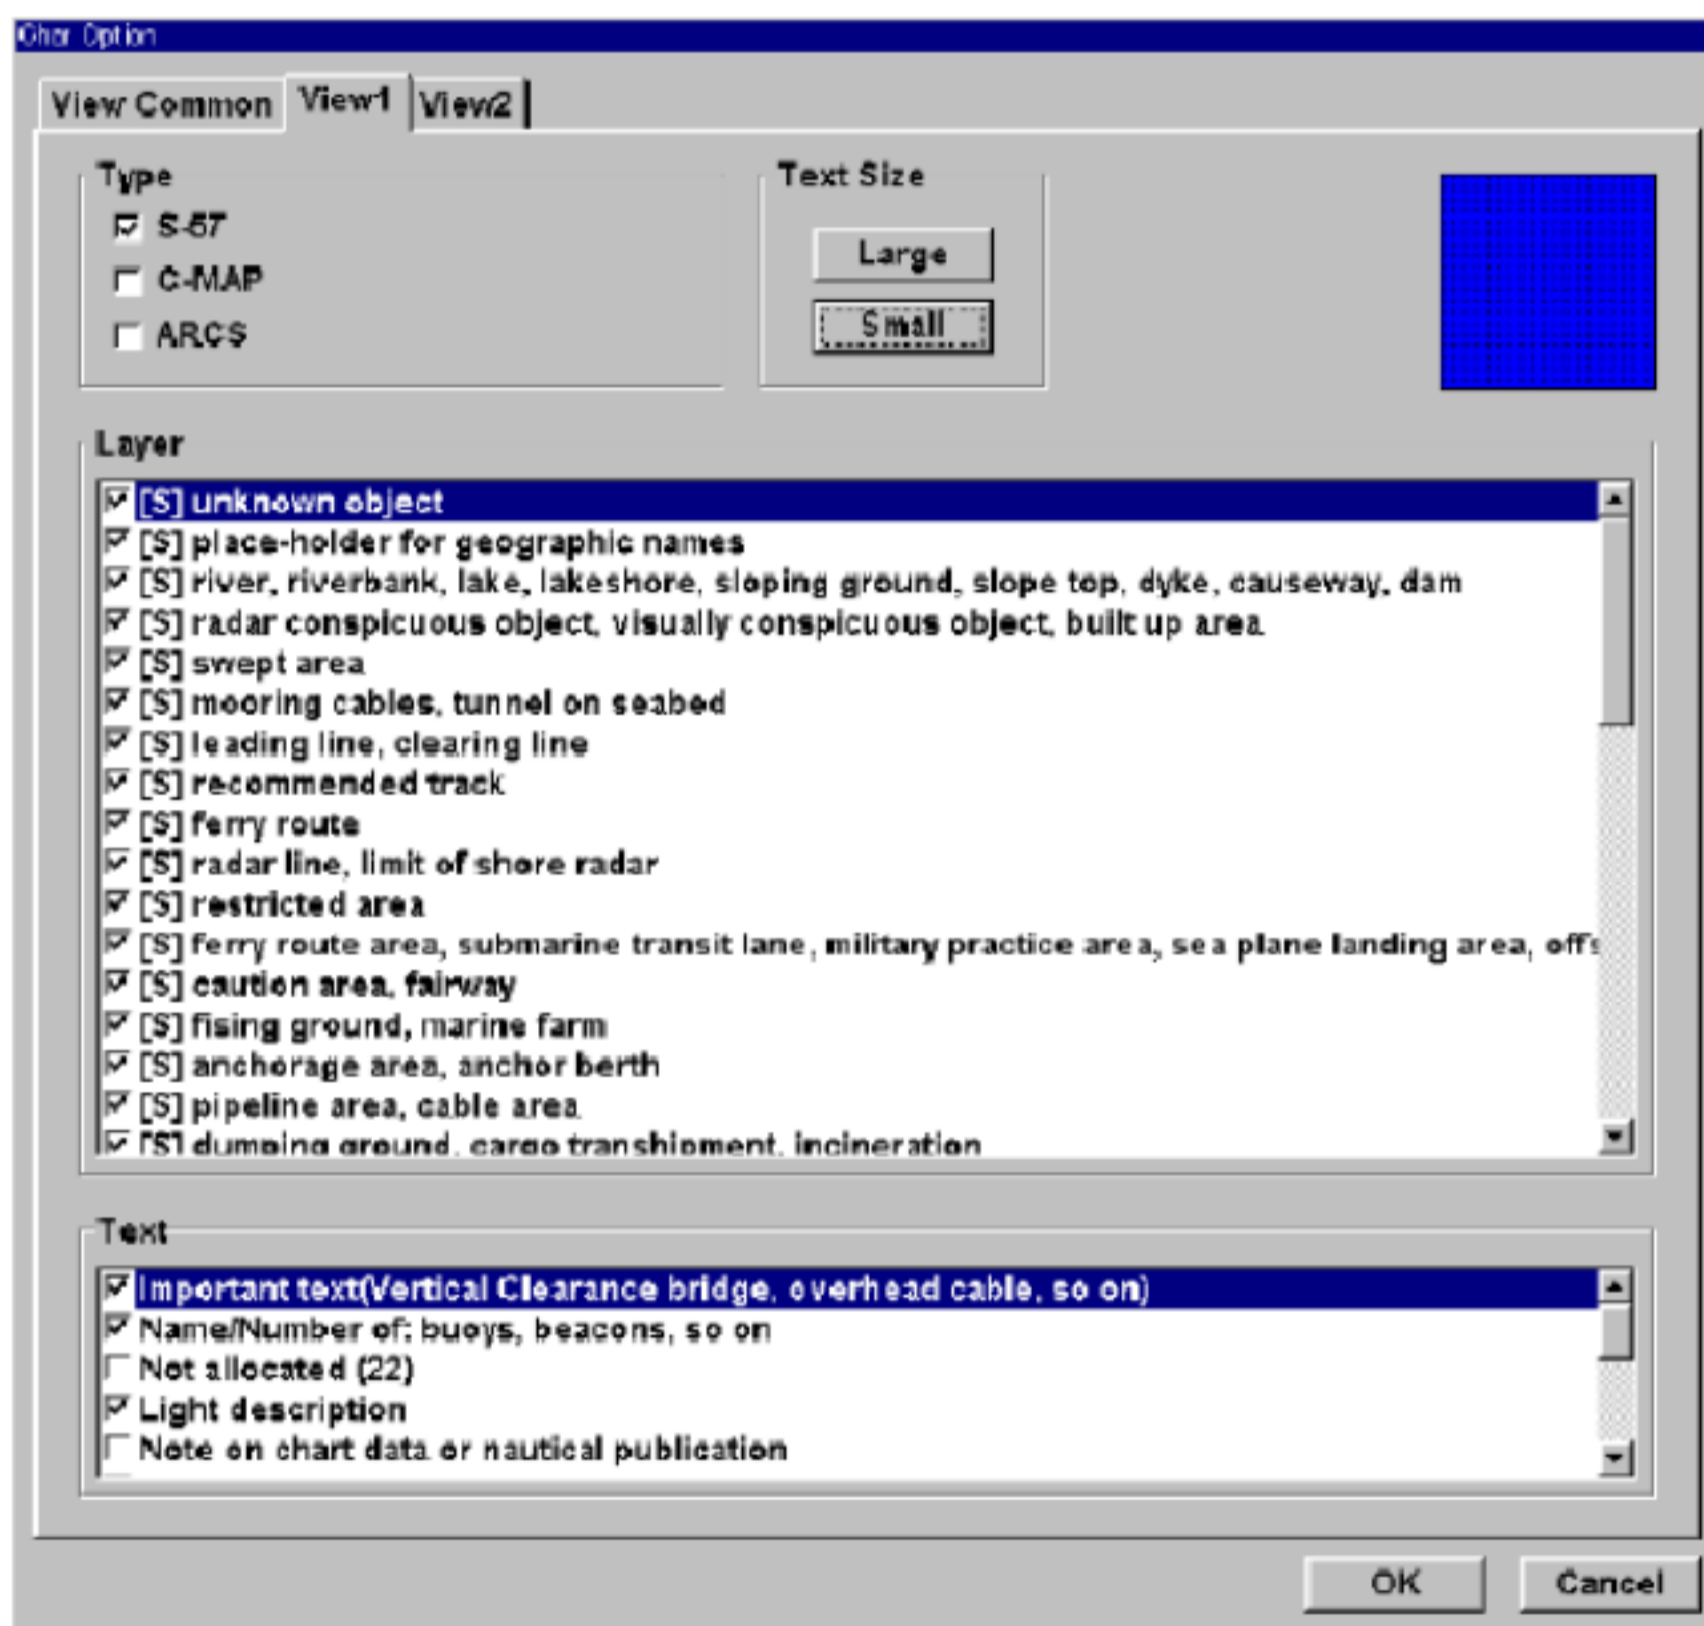 Char Option
View Common View1 View2
Type
S-57
C-MAP
ARCS
Text Size
Large
Small
Layer
[S] unknown object
[S] place-holder for geographic names
[S] river, riverbank, lake, lakeshore, sloping ground, slope top, dyke, causeway, dam
[S] radar conspicuous object, visually conspicuous object, built up area
[S] swept area
[S] mooring cables, tunnel on seabed
[S] leading line, clearing line
[S] recommended track
[S] ferry route
[S] radar line, limit of shore radar
[S] restricted area
[S] ferry route area, submarine transit lane, military practice area, sea plane landing area, offs
[S] caution area, fairway
[S] fising ground, marine farm
[S] anchorage area, anchor berth
[S] pipeline area, cable area
[S] dumping ground, cargo transhipment, incineration
Text
Important text(Vertical Clearance bridge, overhead cable, so on)
Name/Number of: buoys, beacons, so on
Not allocated (22)
Light description
Note on chart data or nautical publication
OK Cancel